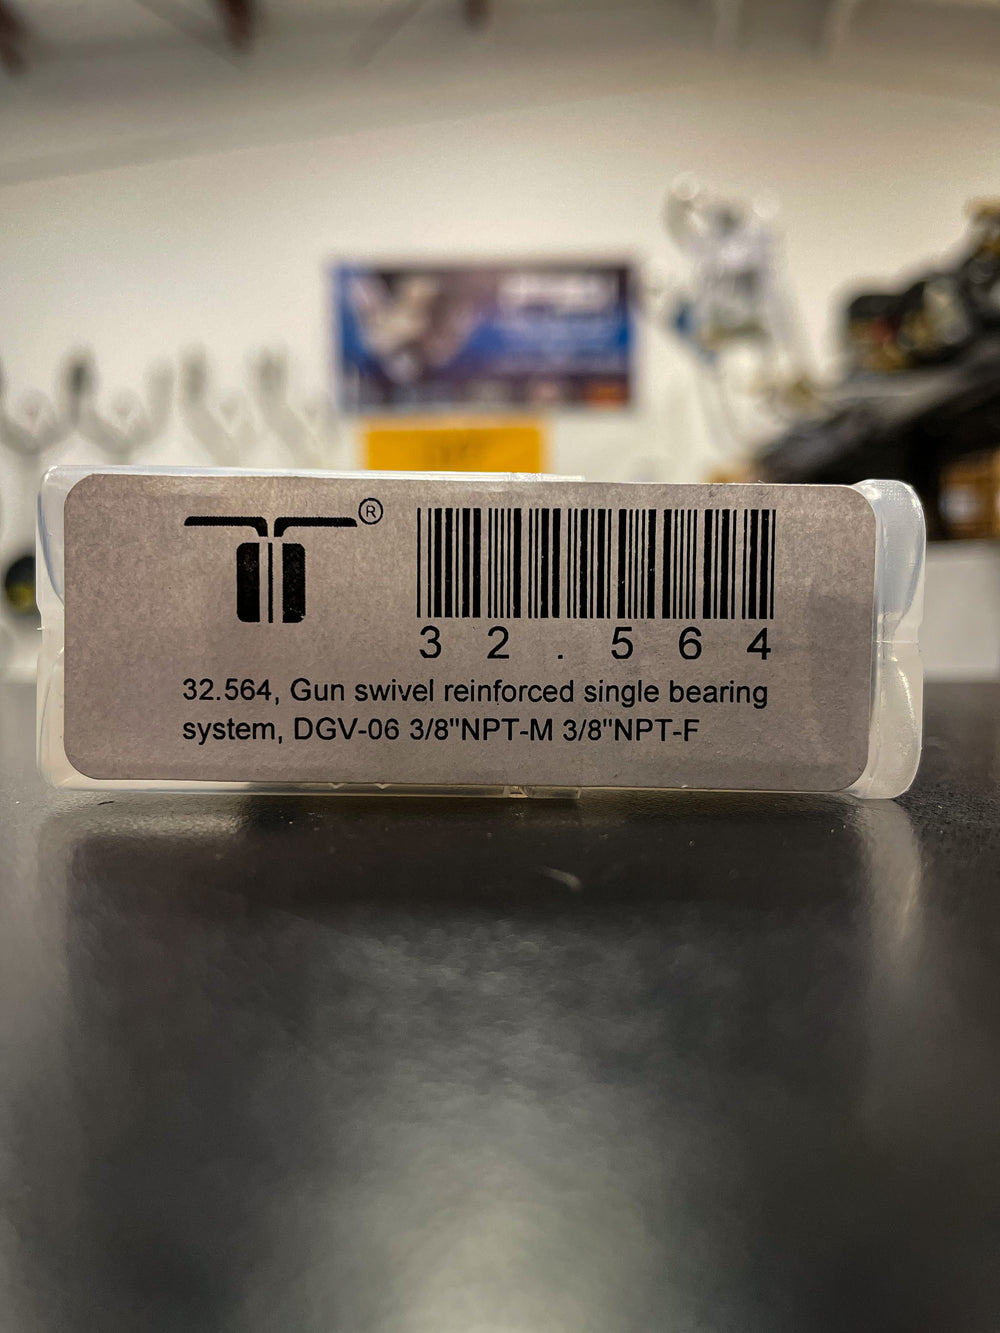 ®
32.564
32.564, Gun swivel reinforced single bearing
system, DGV-06 3/8"NPT-M 3/8"NPT-F